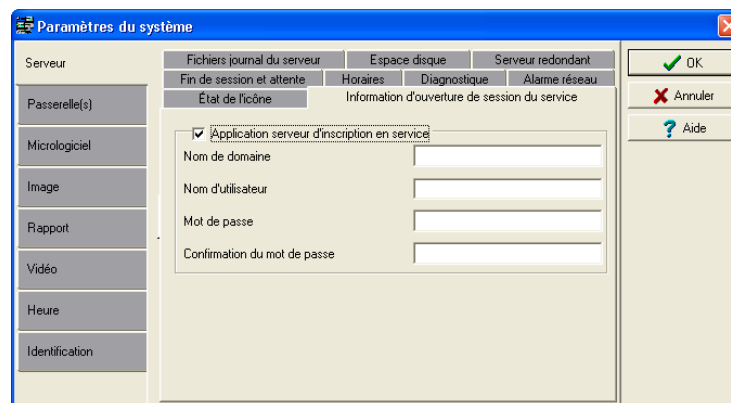 Paramètres du système
Serveur
Passerelle(s)
Micrologiciel
Image
Rapport
Vidéo
Heure
Identification
Fichiers journal du serveur Espace disque Serveur redondant
Fin de session et attente Horaires Diagnostique Alarme réseau
État de l'icône Information d'ouverture de session du service
Application serveur d'inscription en service
Nom de domaine
Nom d'utilisateur
Mot de passe
Confirmation du mot de passe
OK
Annuler
Aide